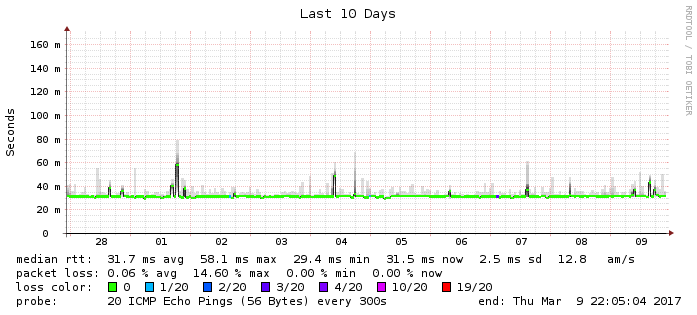 Last 10 Days
RRDTOOL / TOBI OETIKER
Seconds
160 m
140 m
120 m
100 m
80 m
60 m
40 m
20 m
0
28 01 02 03 04 05 06 07 08 09
median rtt: 31.7 ms avg 58.1 ms max 29.4 ms min 31.5 ms now 2.5 ms sd 12.8 am/s
packet loss: 0.06 % avg 14.60 % max 0.00 % min 0.00 % now
loss color: 0 1/20 2/20 3/20 4/20 10/20 19/20
probe: 20 ICMP Echo Pings (56 Bytes) every 300s end: Thu Mar 9 22:05:04 2017